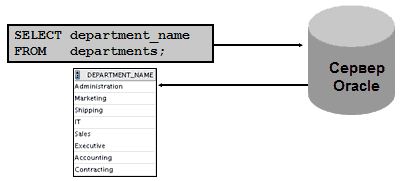 SELECT department_name
FROM departments;
Сервер
Oracle
DEPARTMENT_NAME
Administration
Marketing
Shipping
IT
Sales
Executive
Accounting
Contracting